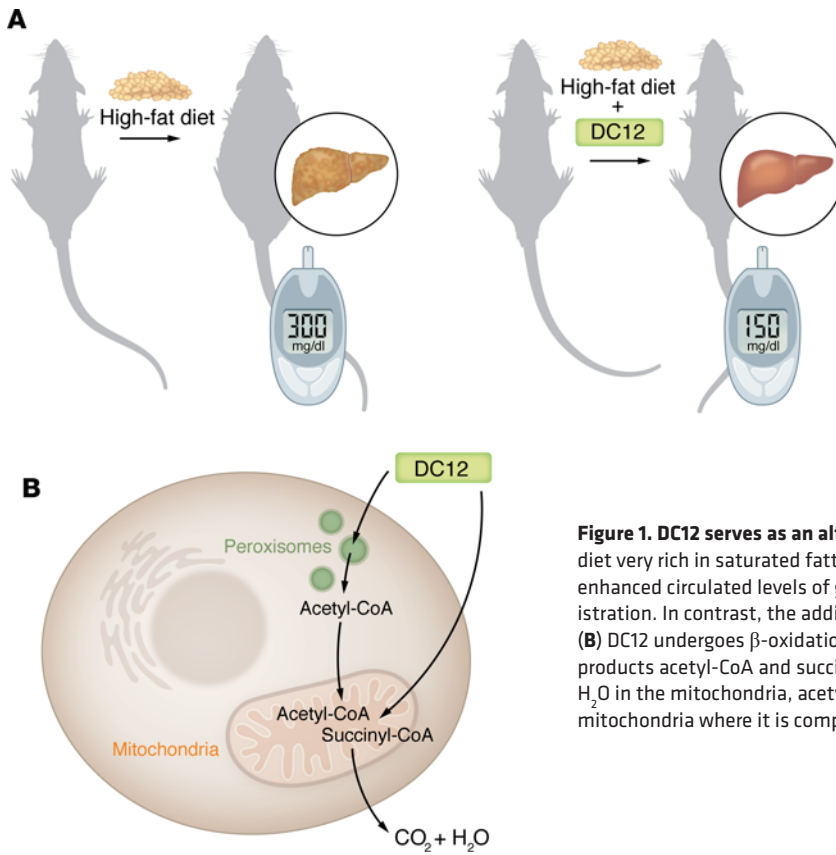 A
High-fat diet
300
mg/dl
High-fat diet
+
DC12
150
mg/dl
B
DC12
Peroxisomes
Acetyl-CoA
Acetyl-CoA
Succinyl-CoA
Mitochondria
CO₂ + H₂O
Figure 1. DC12 serves as an al
diet very rich in saturated fatt
enhanced circulated levels of
istration. In contrast, the addi
(B) DC12 undergoes β-oxidatio
products acetyl-CoA and succi
H₂O in the mitochondria, acety
mitochondria where it is comp